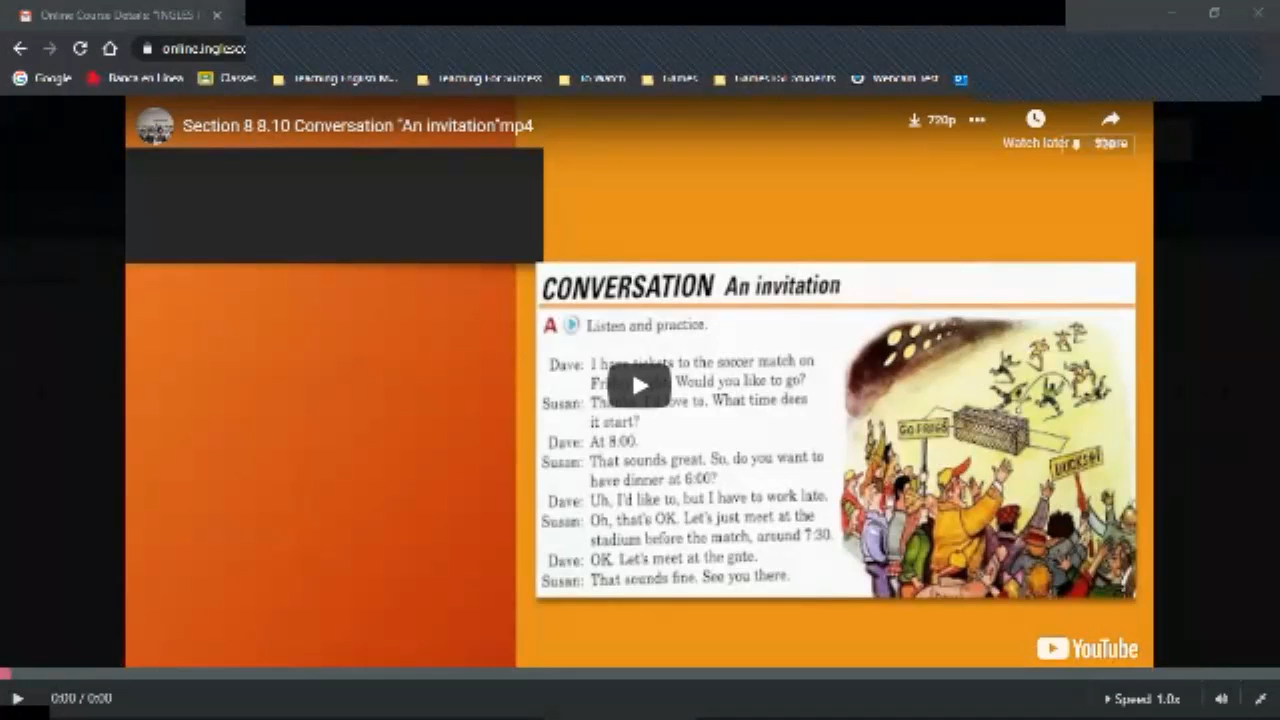 Online Course Details: "INGLES I
online.inglesco
Google Banca en Linea Classes Teaching English M... Teaching For Success To Watch Games Games ESL Students Webcam Test
Section 8 8.10 Conversation "An invitation"mp4
720p
Watch later Share
CONVERSATION An invitation
A Listen and practice.
Dave: I have tickets to the soccer match on
Would you like to go?
Susan: love to. What time does
it start?
Dave: At 8:00.
Susan: That sounds great. So, do you want to
have dinner at 6:00?
Dave: Uh, I'd like to, but I have to work late.
Susan: Oh, that's OK. Let's just meet at the
stadium before the match, around 7:30.
Dave: OK. Let's meet at the gate.
Susan: That sounds fine. See you there.
GO FROGS
YouTube
0:00 / 0:00
Speed 1.0x